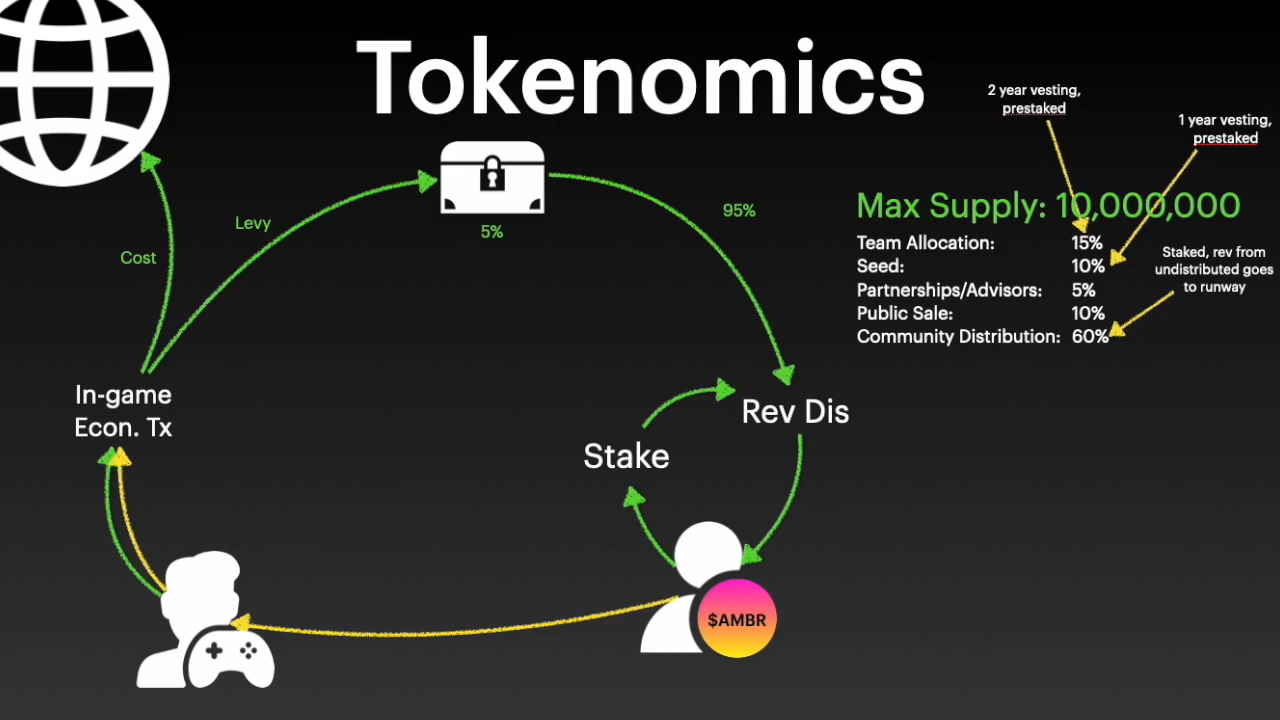 Tokenomics
2 year vesting,
prestaked
1 year vesting,
prestaked
Max Supply: 10,000,000
Team Allocation: 15%
Seed: 10%
Partnerships/Advisors: 5%
Public Sale: 10%
Community Distribution: 60%
Staked, rev from
undistributed goes
to runway
Levy
Cost
5%
95%
In-game
Econ. Tx
Rev Dis
Stake
$AMBR